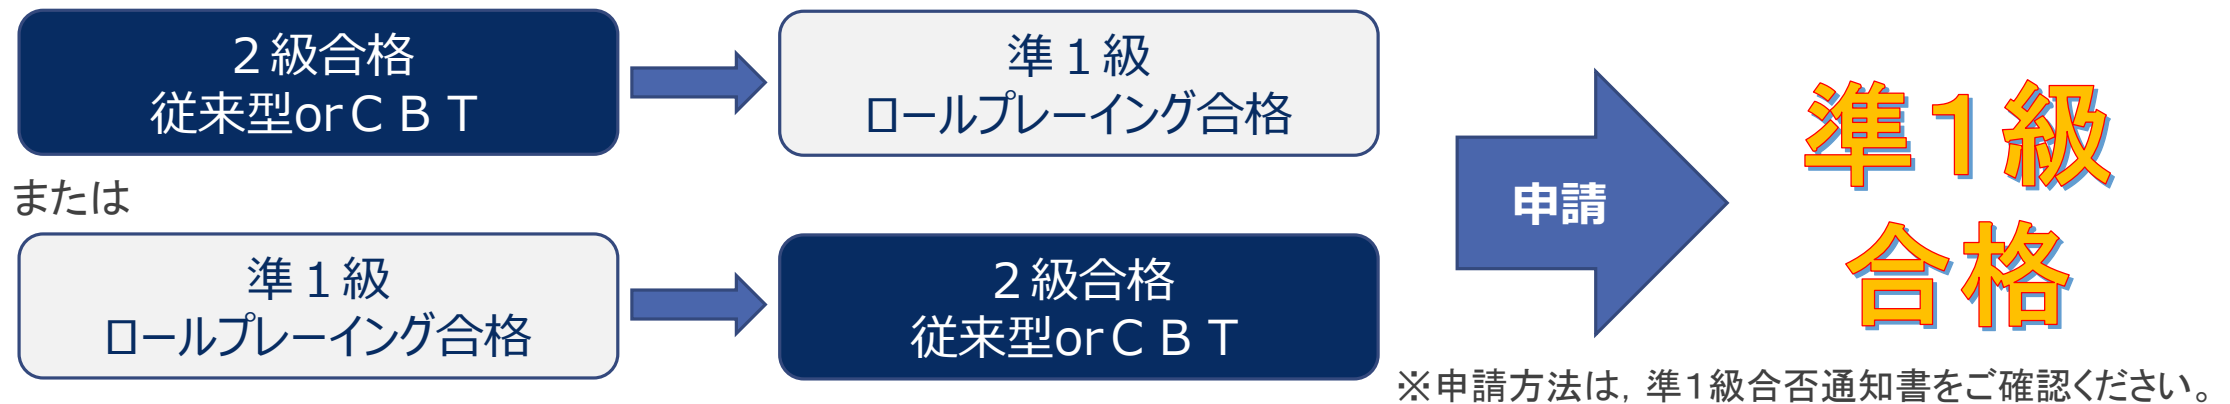 ２級合格
従来型orＣＢＴ
準１級
ロールプレーイング合格
または
準１級
ロールプレーイング合格
２級合格
従来型orＣＢＴ
申請
準１級
合格
※申請方法は，準１級合否通知書をご確認ください。